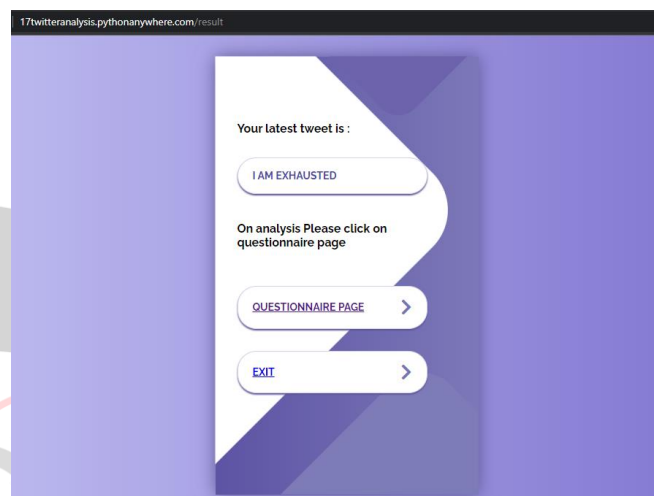 17twitteranalysis.pythonanywhere.com/result
Your latest tweet is :
I AM EXHAUSTED
On analysis Please click on
questionnaire page
QUESTIONNAIRE PAGE
EXIT